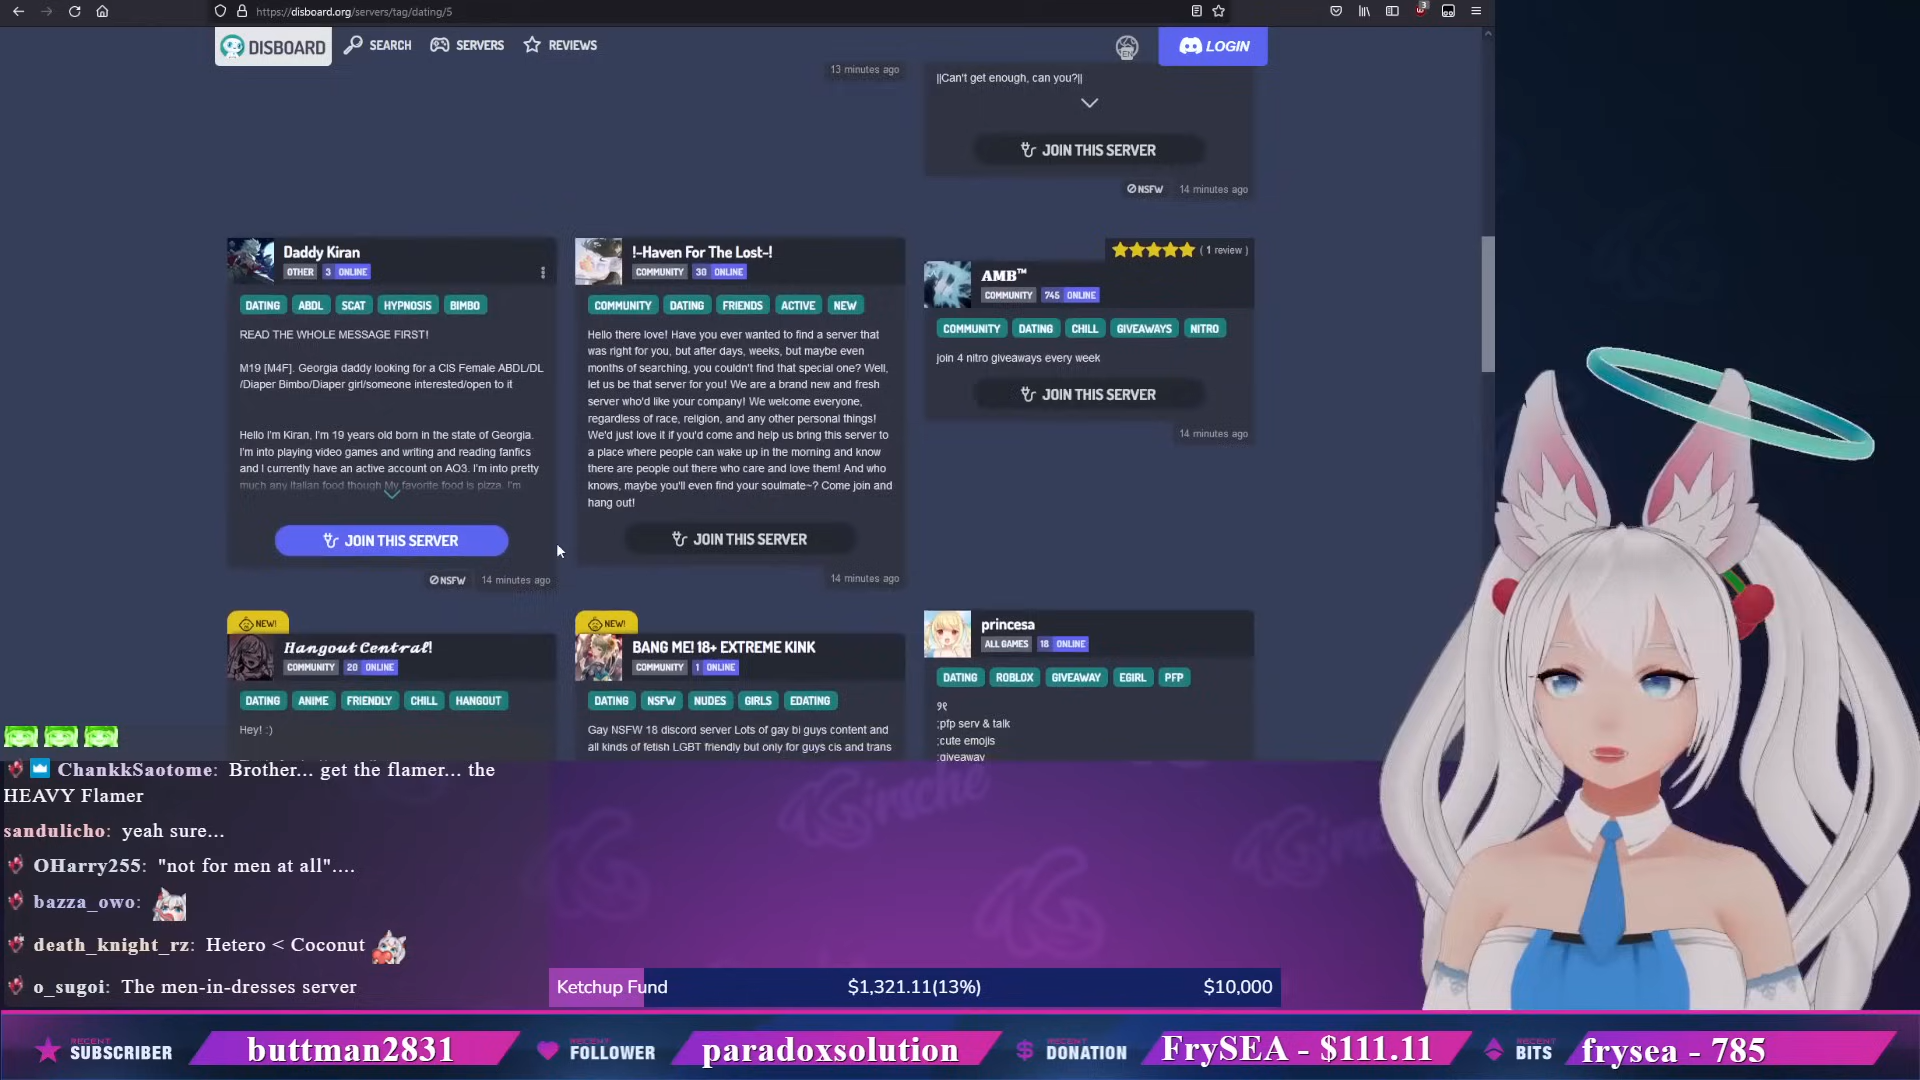 https://disboard.org/servers/tag/dating/5
3
DISBOARD
SEARCH
SERVERS
REVIEWS
EN
LOGIN
13 minutes ago
||Can't get enough, can you?||
JOIN THIS SERVER
NSFW 14 minutes ago
Daddy Kiran
OTHER 3 ONLINE
DATING ABDL SCAT HYPNOSIS BIMBO
READ THE WHOLE MESSAGE FIRST!
M19 [M4F]. Georgia daddy looking for a CIS Female ABDL/DL
/Diaper Bimbo/Diaper girl/someone interested/open to it
Hello I'm Kiran, I'm 19 years old born in the state of Georgia.
I'm into playing video games and writing and reading fanfics
and I currently have an active account on AO3. I'm into pretty
much any Italian food though My favorite food is pizza. I'm
JOIN THIS SERVER
NSFW 14 minutes ago
!-Haven For The Lost-!
COMMUNITY 30 ONLINE
COMMUNITY DATING FRIENDS ACTIVE NEW
Hello there love! Have you ever wanted to find a server that
was right for you, but after days, weeks, but maybe even
months of searching, you couldn't find that special one? Well,
let us be that server for you! We are a brand new and fresh
server who'd like your company! We welcome everyone,
regardless of race, religion, and any other personal things!
We'd just love it if you'd come and help us bring this server to
a place where people can wake up in the morning and know
there are people out there who care and love them! And who
knows, maybe you'll even find your soulmate~? Come join and
hang out!
JOIN THIS SERVER
14 minutes ago
( 1 review )
AMB™
COMMUNITY 745 ONLINE
COMMUNITY DATING CHILL GIVEAWAYS NITRO
join 4 nitro giveaways every week
JOIN THIS SERVER
14 minutes ago
NEW!
Hangout Central!
COMMUNITY 20 ONLINE
DATING ANIME FRIENDLY CHILL HANGOUT
Hey! :)
NEW!
BANG ME! 18+ EXTREME KINK
COMMUNITY 1 ONLINE
DATING NSFW NUDES GIRLS EDATING
Gay NSFW 18 discord server Lots of gay bi guys content and
all kinds of fetish LGBT friendly but only for guys cis and trans
princesa
ALL GAMES 18 ONLINE
DATING ROBLOX GIVEAWAY EGIRL PFP
୨୧
;pfp serv & talk
;cute emojis
;giveaway
ChankkSaotome: Brother... get the flamer... the
HEAVY Flamer
sandulicho: yeah sure...
OHarry255: "not for men at all"....
bazza_owo:
death_knight_rz: Hetero < Coconut
o_sugoi: The men-in-dresses server
Girsche
Ketchup Fund $1,321.11(13%) $10,000
RECENT SUBSCRIBER buttman2831
RECENT FOLLOWER paradoxsolution
RECENT DONATION FrySEA - $111.11
RECENT BITS frysea - 785